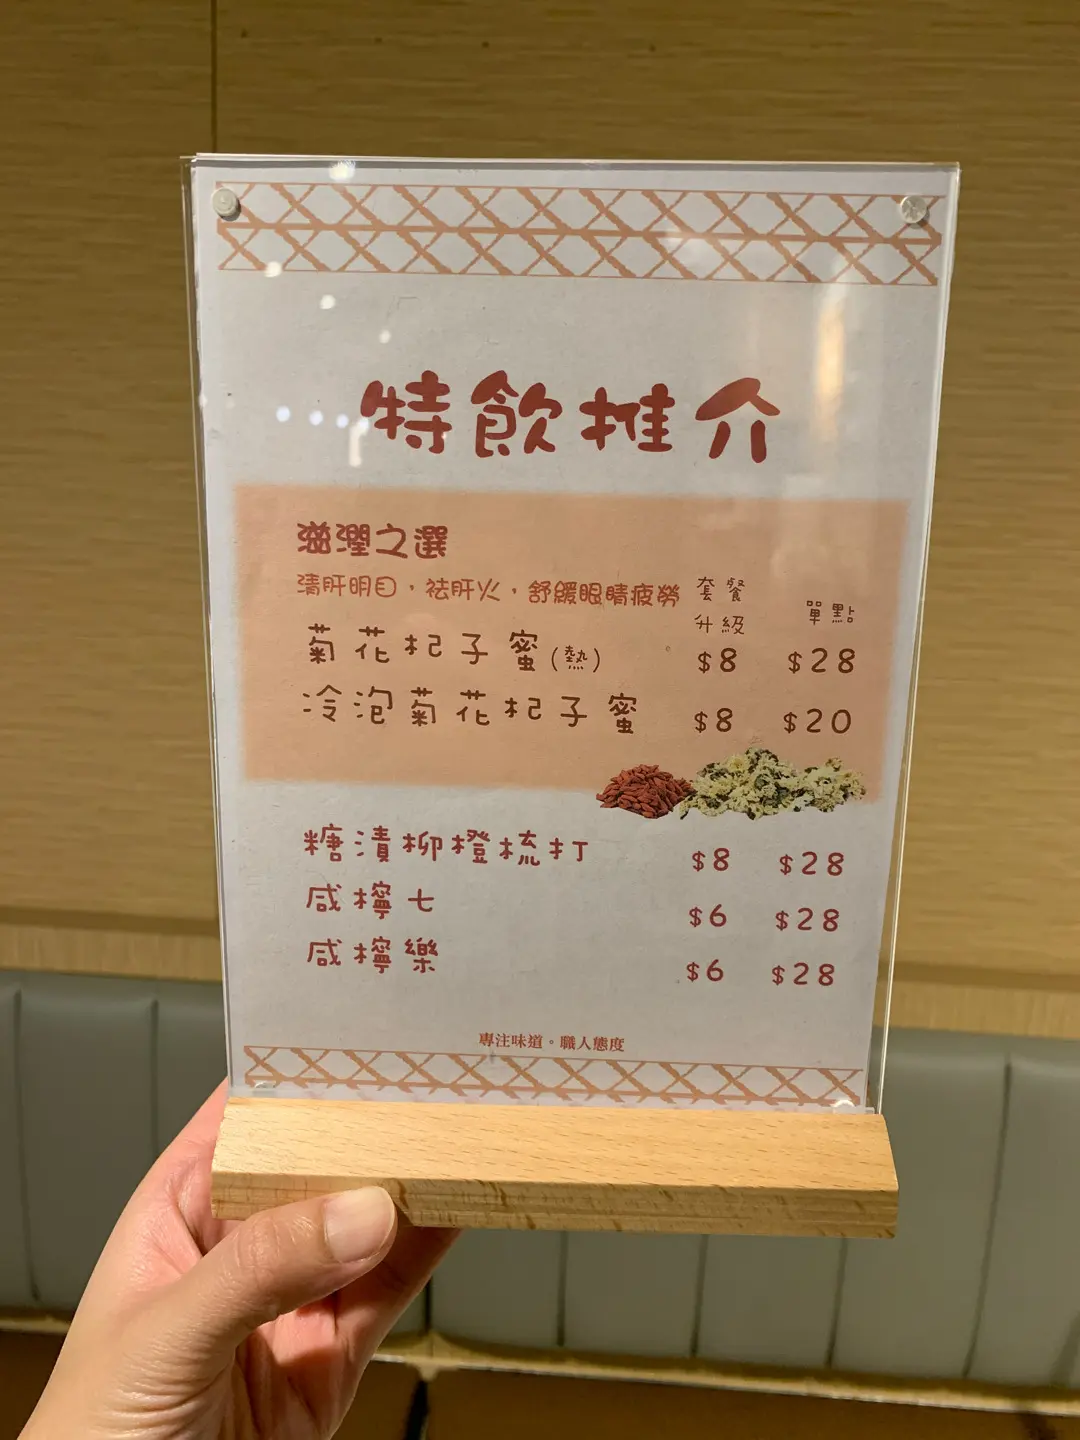 特飲推介
滋潤之選
清肝明目，祛肝火，舒緩眼睛疲勞
套餐升級 單點
菊花杞子蜜(熱) $8 $28
冷泡菊花杞子蜜 $8 $20
糖漬柳橙梳打 $8 $28
咸檸七 $6 $28
咸檸樂 $6 $28
專注味道。職人態度